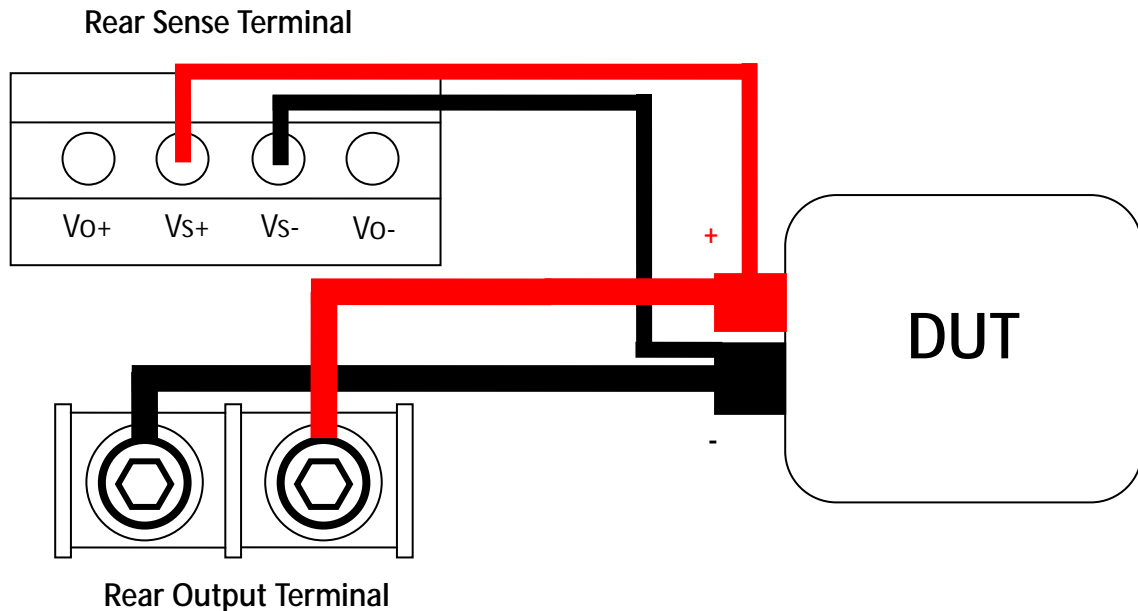 Rear Sense Terminal
Vo+ Vs+ Vs- Vo-
+
DUT
-
Rear Output Terminal